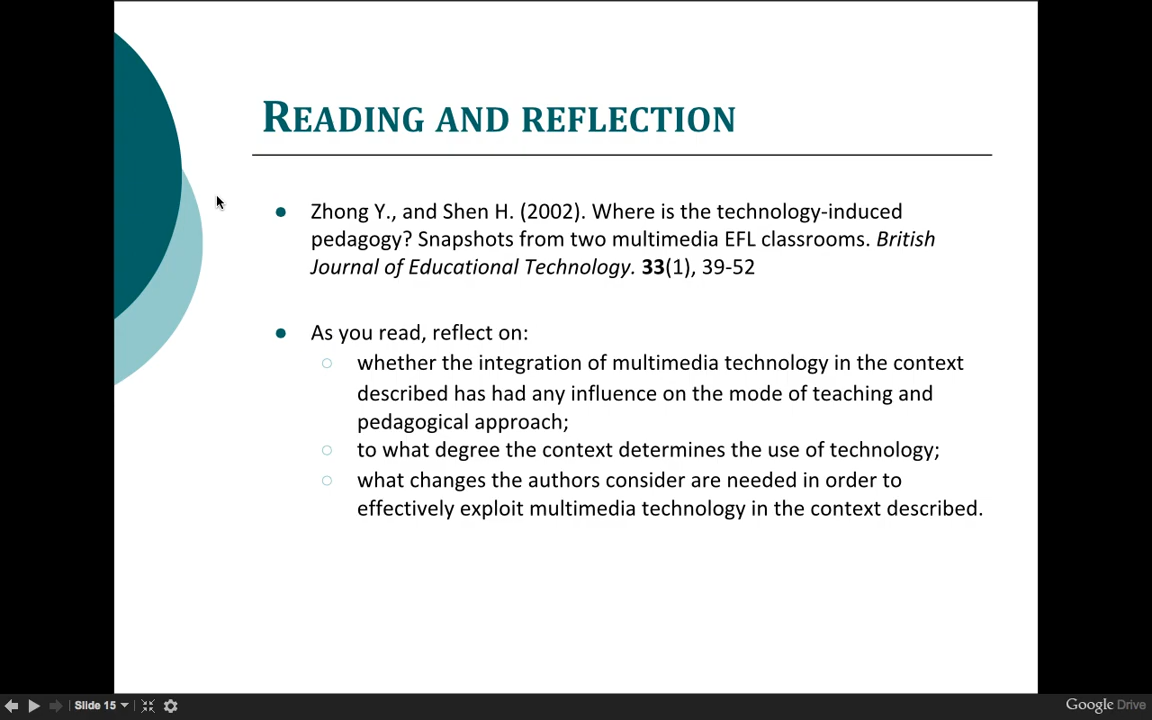 READING AND REFLECTION
Zhong Y., and Shen H. (2002). Where is the technology-induced
pedagogy? Snapshots from two multimedia EFL classrooms. British
Journal of Educational Technology. 33(1), 39-52
As you read, reflect on:
whether the integration of multimedia technology in the context
described has had any influence on the mode of teaching and
pedagogical approach;
to what degree the context determines the use of technology;
what changes the authors consider are needed in order to
effectively exploit multimedia technology in the context described.
Slide 15
Google Drive